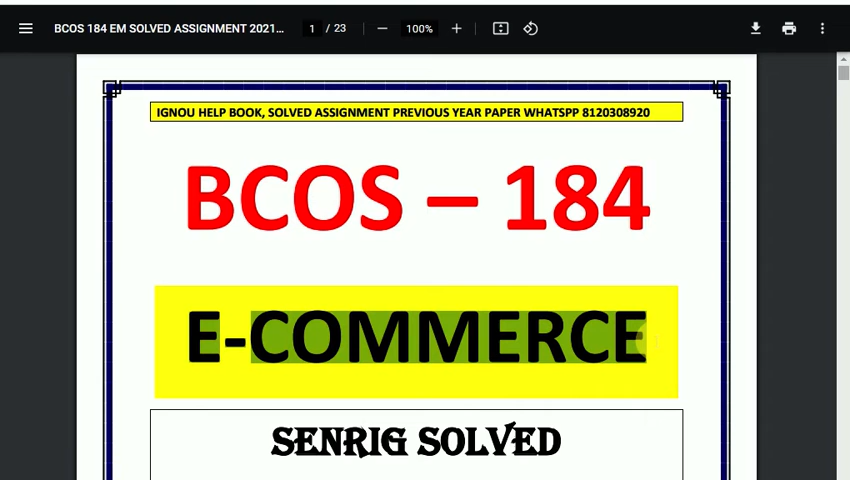 BCOS 184 EM SOLVED ASSIGNMENT 2021... 1 / 23 100%
IGNOU HELP BOOK, SOLVED ASSIGNMENT PREVIOUS YEAR PAPER WHATSPP 8120308920
BCOS – 184
E-COMMERCE
SENRIG SOLVED